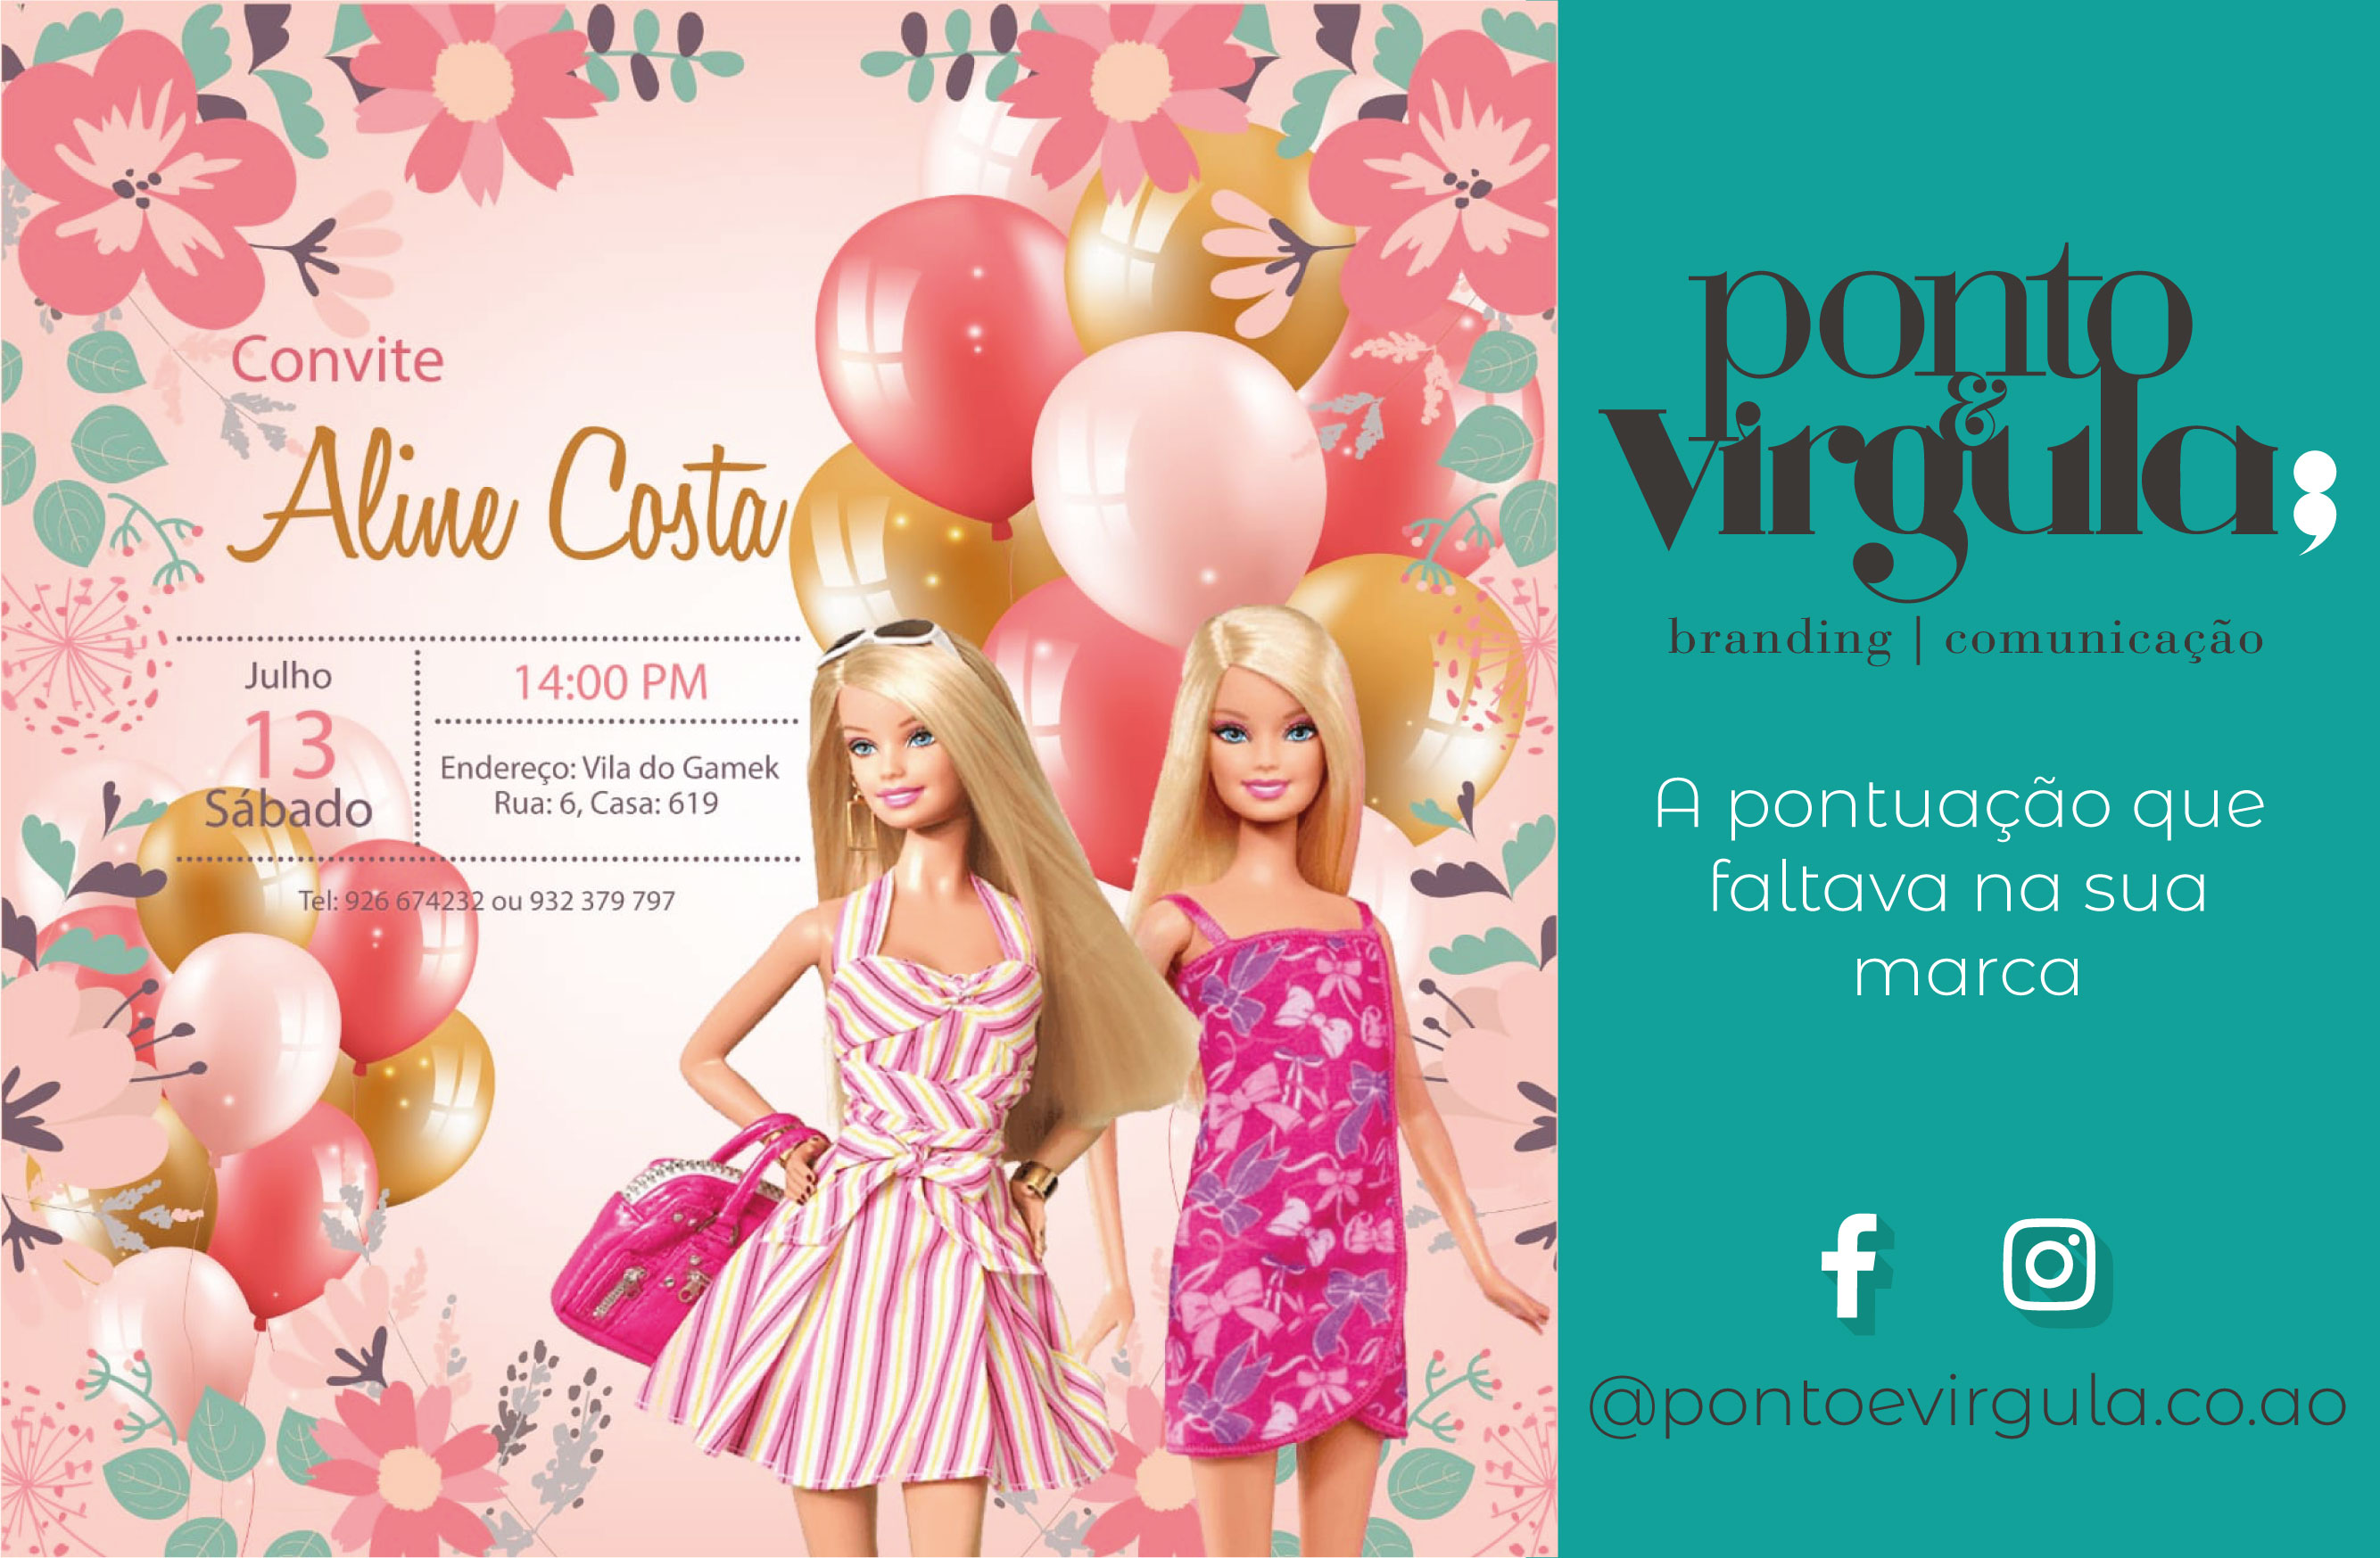 Convite
Aline Costa
Julho
13
Sábado
14:00 PM
Endereço: Vila do Gamek
Rua: 6, Casa: 619
Tel: 926 674232 ou 932 379 797
ponto
&
virgula;
branding | comunicação
A pontuação que
faltava na sua
marca
@pontoevirgula.co.ao